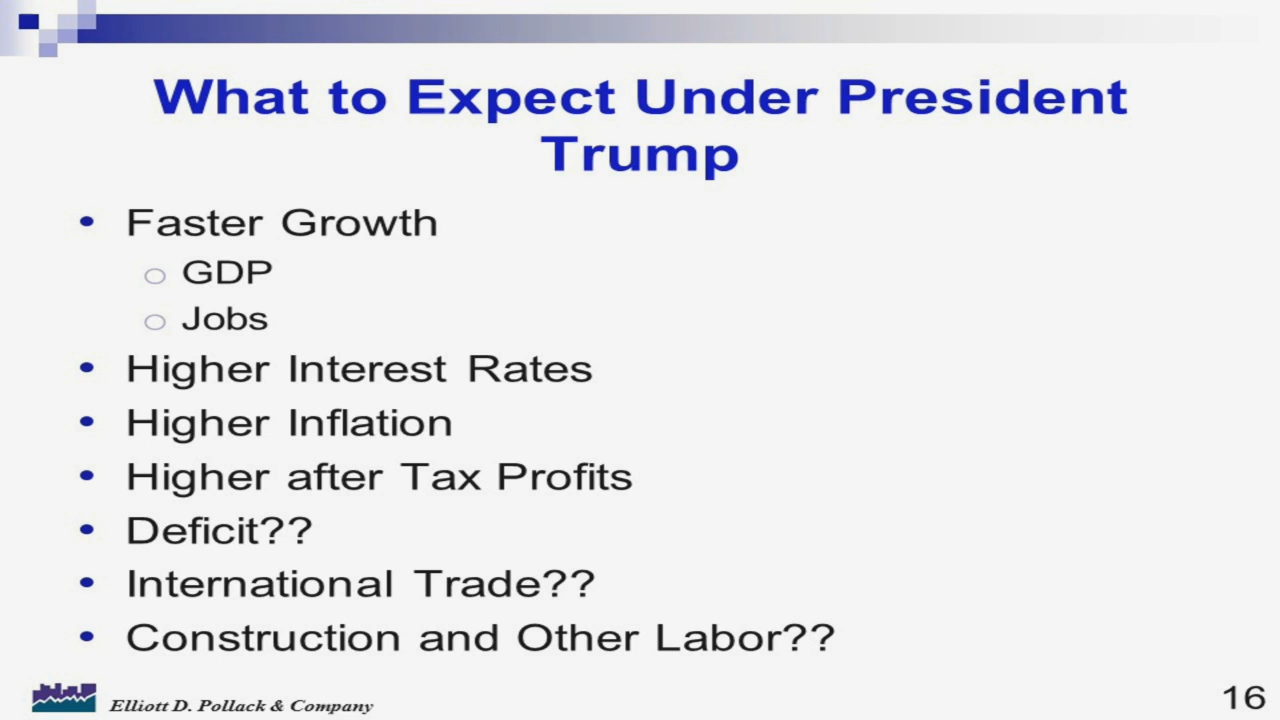 What to Expect Under President
Trump
• Faster Growth
○ GDP
○ Jobs
• Higher Interest Rates
• Higher Inflation
• Higher after Tax Profits
• Deficit??
• International Trade??
• Construction and Other Labor??
Elliott D. Pollack & Company
16